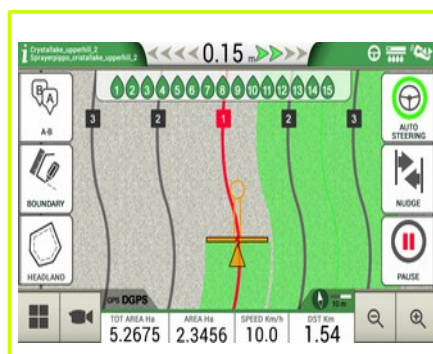 Crystallake_upperhill_2
Sprayerpippo_cristallake_upperhill_2
0.15 m
1 2 3 4 5 6 7 8 9 10 11 12 13 14 15
3 2 1 2 3
A-B
BOUNDARY
HEADLAND
AUTO
STEERING
NUDGE
PAUSE
GPS DGPS
10 m
TOT AREA Ha
5.2675
AREA Ha
2.3456
SPEED Km/h
10.0
DST Km
1.54